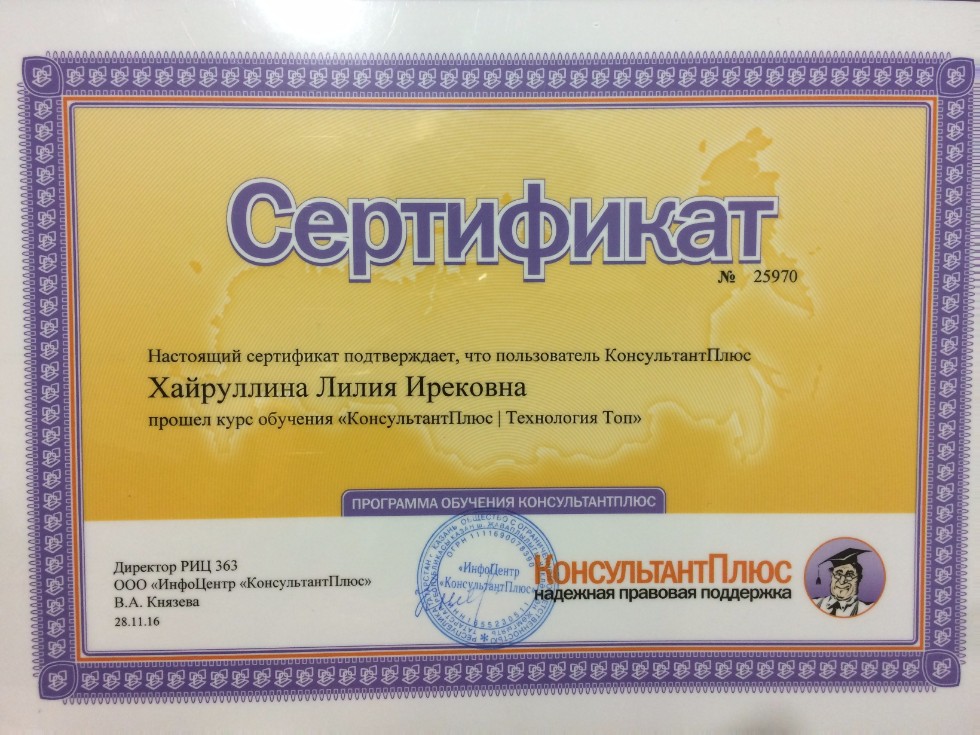 Сертификат
№ 25970
Настоящий сертификат подтверждает, что пользователь КонсультантПлюс
Хайруллина Лилия Ирековна
прошел курс обучения «КонсультантПлюс | Технология Топ»
ПРОГРАММА ОБУЧЕНИЯ КОНСУЛЬТАНТПЛЮС
Директор РИЦ 363
ООО «ИнфоЦентр «КонсультантПлюс»
В.А. Князева
28.11.16
«ИнфоЦентр
«КонсультантПлюс»
КонсультантПлюс
надежная правовая поддержка